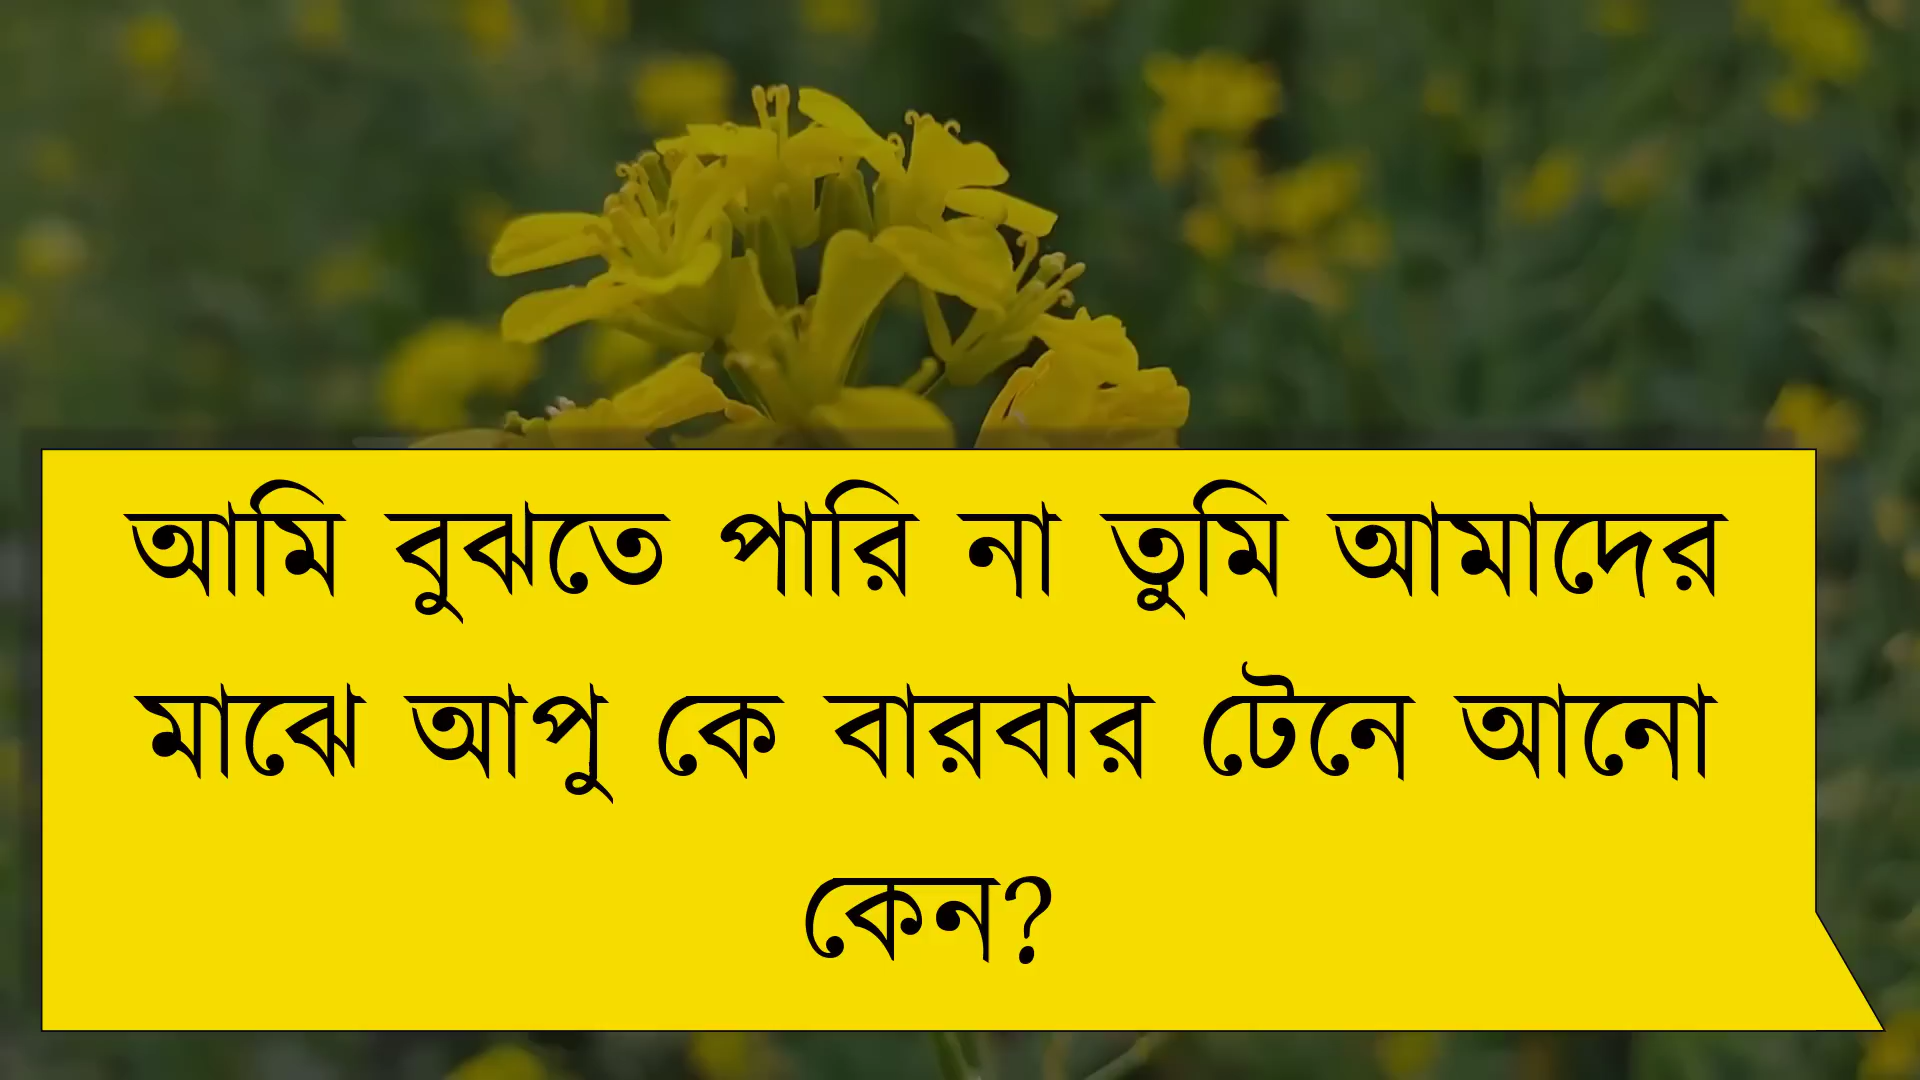 আমি বুঝতে পারি না তুমি আমাদের
মাঝে আপু কে বারবার টেনে আনো
কেন?